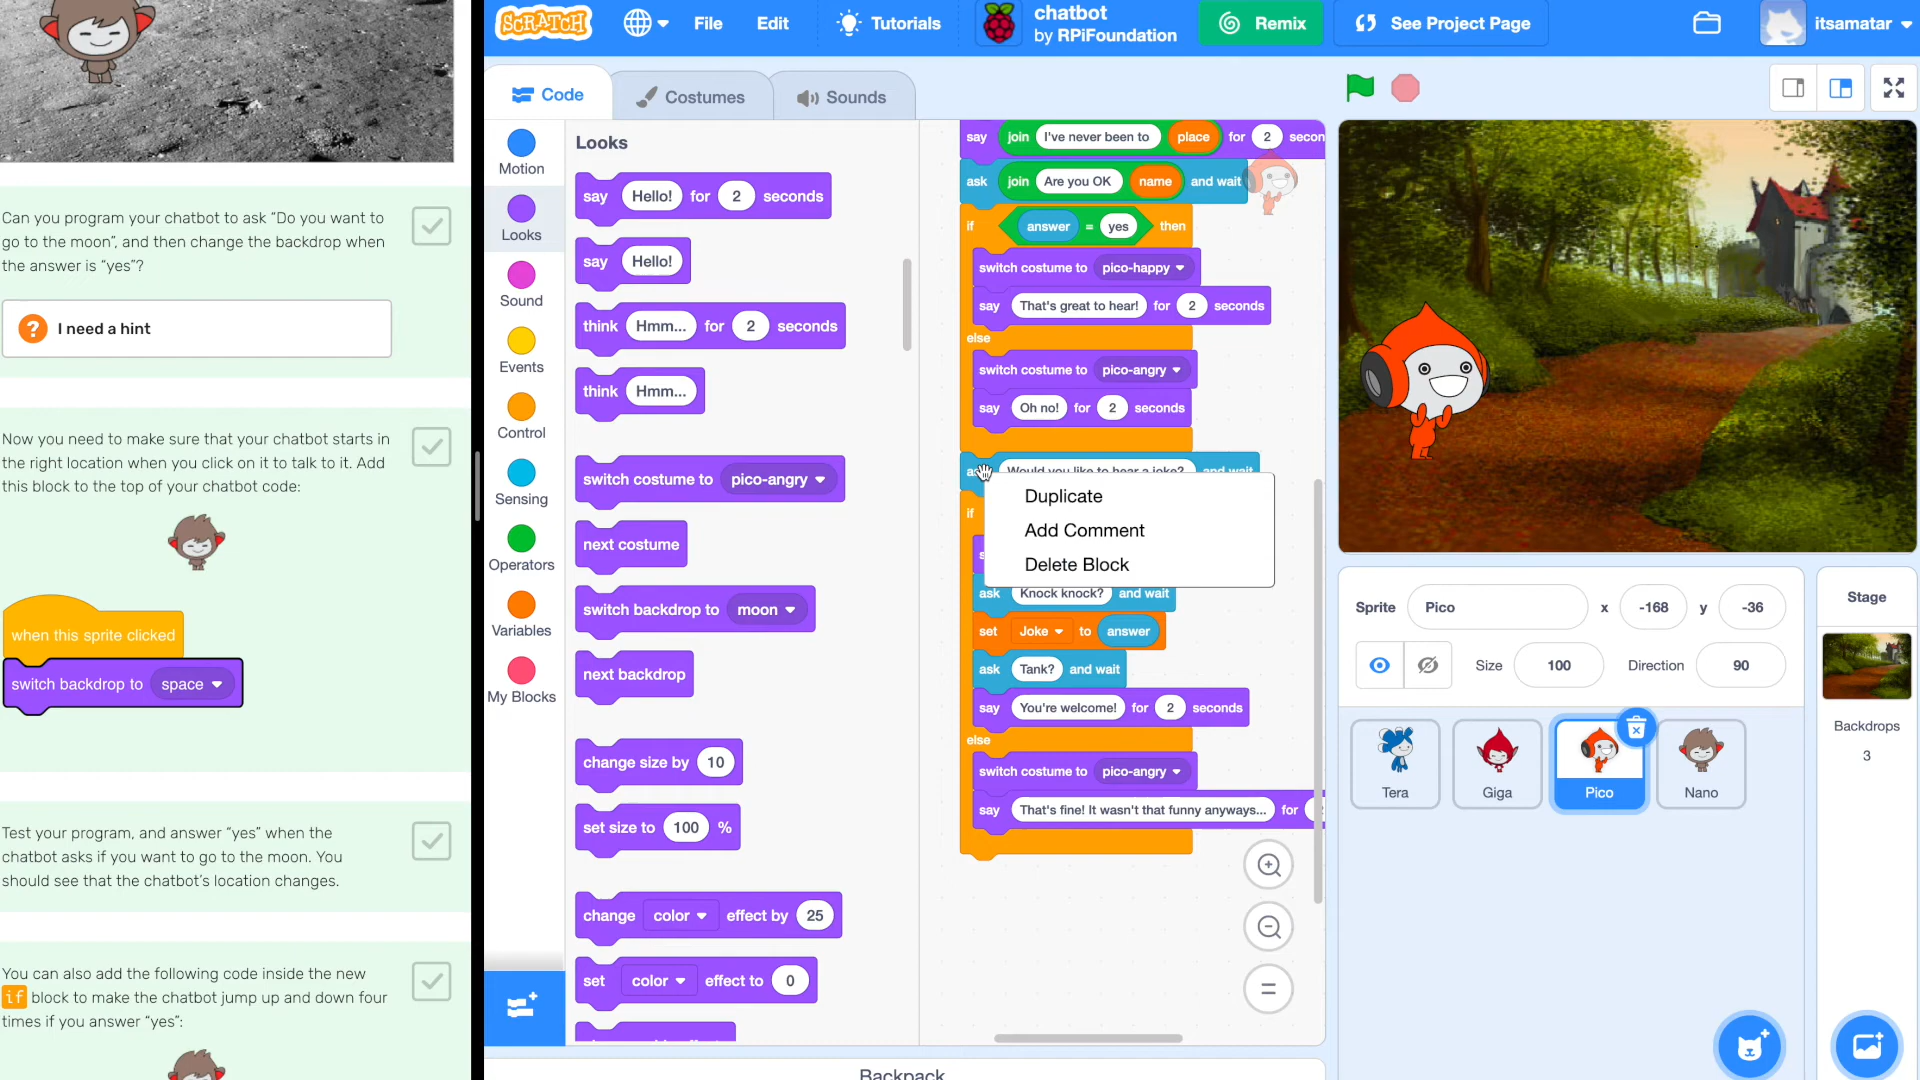 Can you program your chatbot to ask “Do you want to
go to the moon”, and then change the backdrop when
the answer is “yes”?
? I need a hint
Now you need to make sure that your chatbot starts in
the right location when you click on it to talk to it. Add
this block to the top of your chatbot code:
when this sprite clicked
switch backdrop to space
Test your program, and answer “yes” when the
chatbot asks if you want to go to the moon. You
should see that the chatbot’s location changes.
You can also add the following code inside the new
if block to make the chatbot jump up and down four
times if you answer “yes”:
SCRATCH
File
Edit
Tutorials
chatbot
by RPiFoundation
Remix
See Project Page
itsamatar
Code
Costumes
Sounds
Motion
Looks
Sound
Events
Control
Sensing
Operators
Variables
My Blocks
Looks
say Hello! for 2 seconds
say Hello!
think Hmm... for 2 seconds
think Hmm...
switch costume to pico-angry
next costume
switch backdrop to moon
next backdrop
change size by 10
set size to 100 %
change color effect by 25
set color effect to 0
say join I've never been to place for 2 secon
ask join Are you OK name and wait
if answer = yes then
switch costume to pico-happy
say That's great to hear! for 2 seconds
else
switch costume to pico-angry
say Oh no! for 2 seconds
Would you like to hear a joke? and wait
if
Duplicate
Add Comment
Delete Block
ask Knock knock? and wait
set Joke to answer
ask Tank? and wait
say You're welcome! for 2 seconds
else
switch costume to pico-angry
say That's fine! It wasn't that funny anyways... for
Backpack
Sprite Pico x -168 y -36
Size 100 Direction 90
Tera
Giga
Pico
Nano
Stage
Backdrops
3